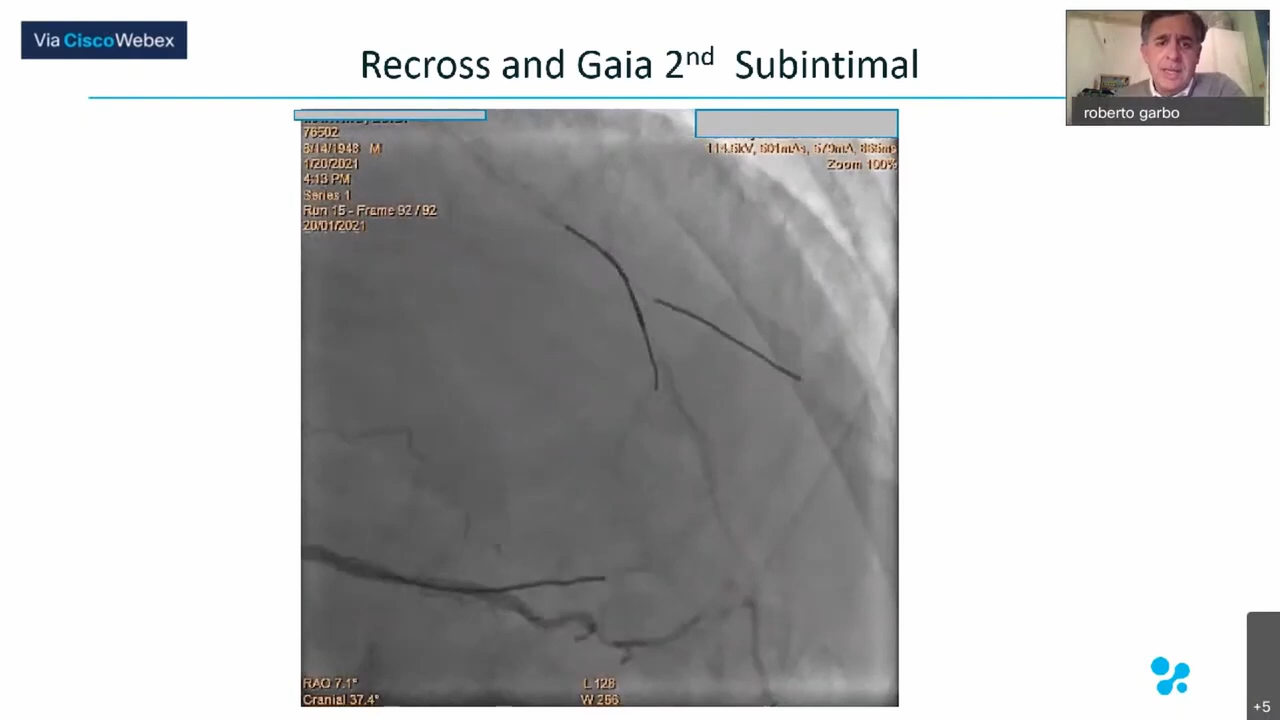 Via CiscoWebex
Recross and Gaia 2nd Subintimal
roberto garbo
76502
8/14/1948 M
1/20/2021
4:13 PM
Series 1
Run 15 - Frame 92 / 92
20/01/2021
Zoom 100%
RAO 7.1°
Cranial 37.4°
L 128
W 256
+5